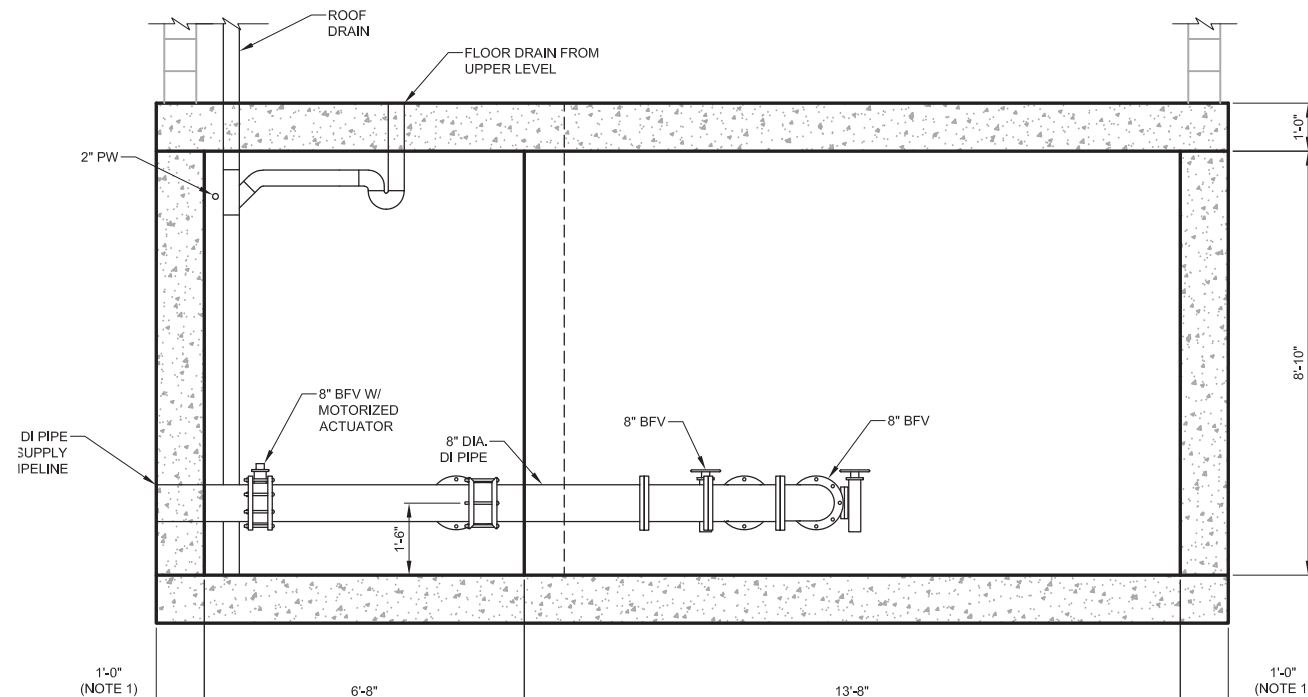 ROOF
DRAIN
FLOOR DRAIN FROM
UPPER LEVEL
1'-0"
2" PW
8'-10"
8" BFV W/
MOTORIZED
ACTUATOR
8" BFV
8" BFV
DI PIPE
SUPPLY
IPELINE
8" DIA.
DI PIPE
1'-6"
1'-0"
(NOTE 1)
6'-8"
13'-8"
1'-0"
(NOTE 1